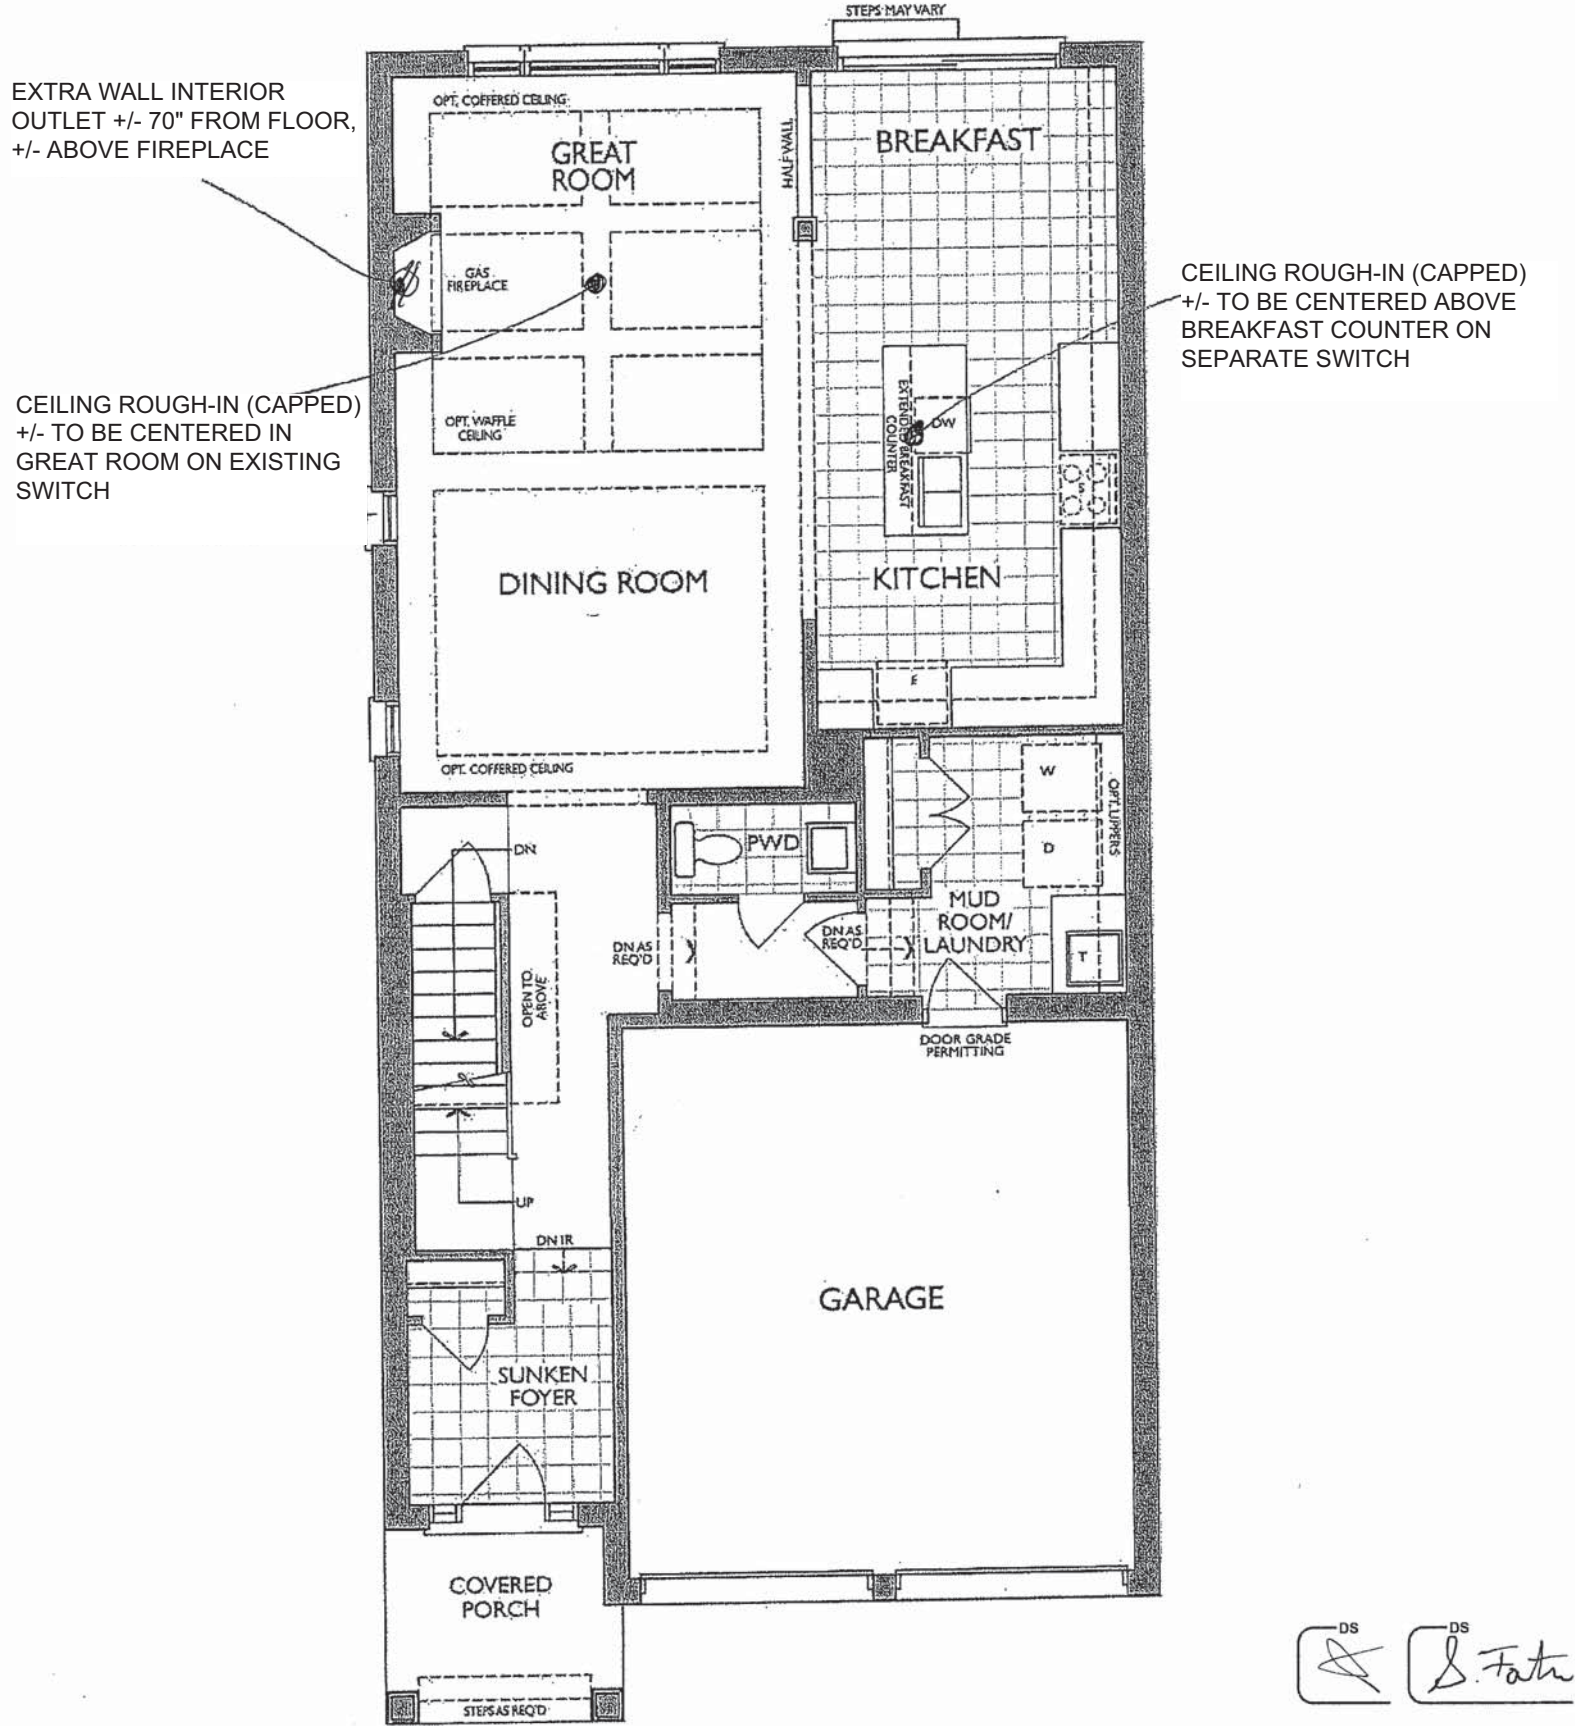 STEPS MAY VARY
EXTRA WALL INTERIOR
OUTLET +/- 70" FROM FLOOR,
+/- ABOVE FIREPLACE
OPT. COFFERED CEILING
GREAT
ROOM
HALF WALL
BREAKFAST
GAS
FIREPLACE
CEILING ROUGH-IN (CAPPED)
+/- TO BE CENTERED ABOVE
BREAKFAST COUNTER ON
SEPARATE SWITCH
CEILING ROUGH-IN (CAPPED)
+/- TO BE CENTERED IN
GREAT ROOM ON EXISTING
SWITCH
OPT. WAFFLE
CEILING
EXTENDED BREAKFAST
COUNTER
DW
S
DINING ROOM
KITCHEN
OPT. COFFERED CEILING
W
D
OPT. UPPERS
PWD
DN
MUD
ROOM/
LAUNDRY
DN AS
REQ'D
DN AS
REQ'D
T
OPEN TO
ABOVE
DOOR GRADE
PERMITTING
UP
DN 1R
GARAGE
SUNKEN
FOYER
COVERED
PORCH
STEPS AS REQ'D
DS
DS